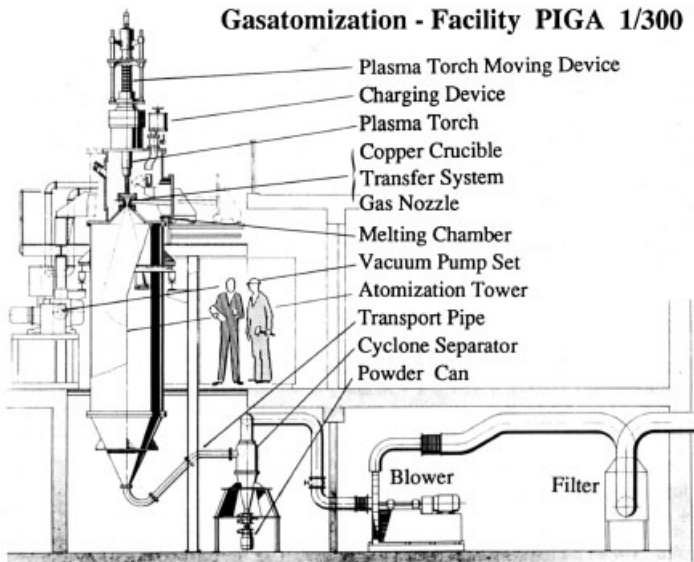 Gasatomization - Facility PIGA 1/300
Plasma Torch Moving Device
Charging Device
Plasma Torch
Copper Crucible
Transfer System
Gas Nozzle
Melting Chamber
Vacuum Pump Set
Atomization Tower
Transport Pipe
Cyclone Separator
Powder Can
Blower
Filter